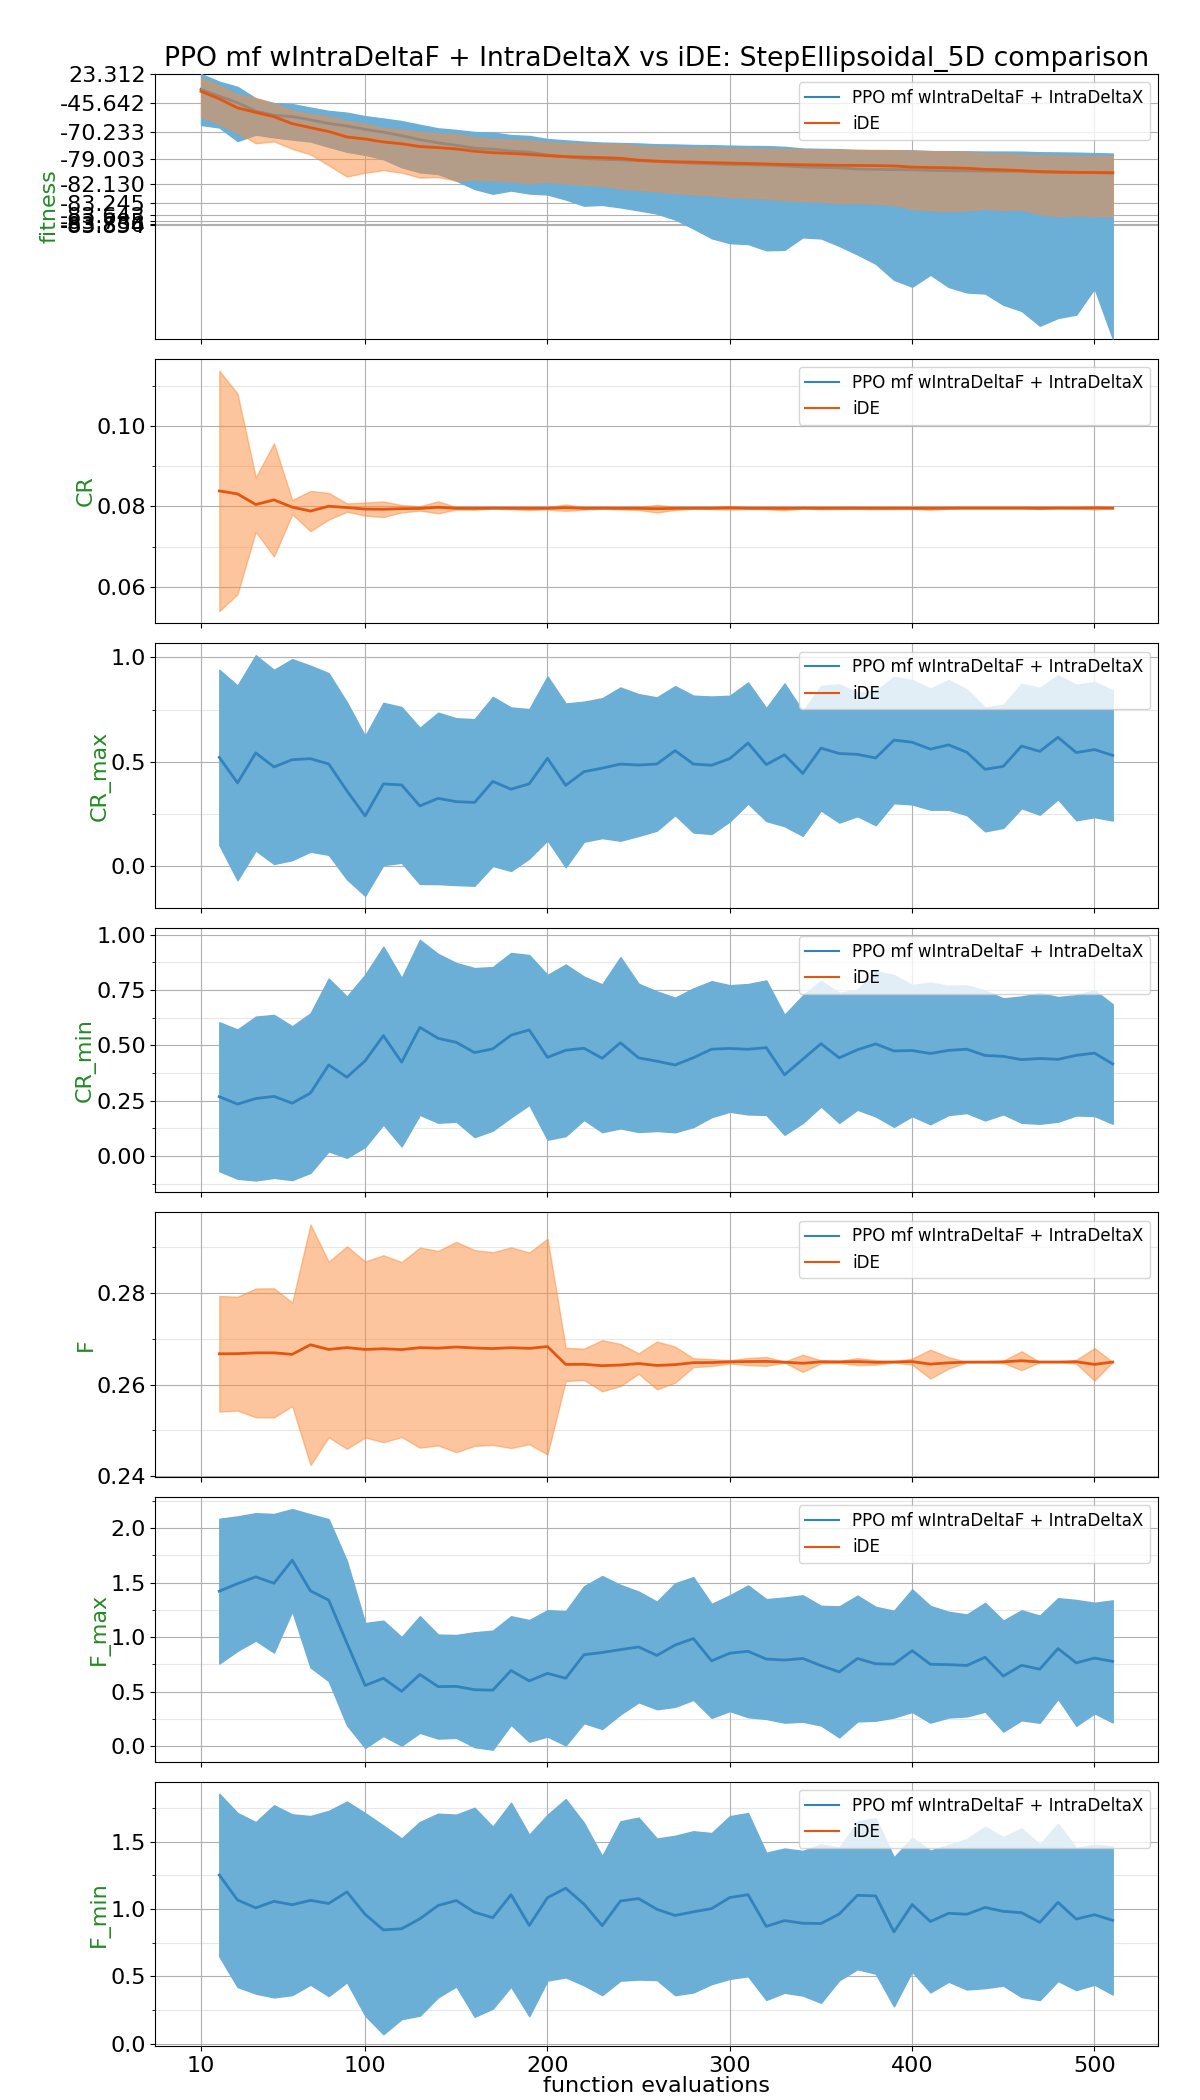 PPO mf wIntraDeltaF + IntraDeltaX vs iDE: StepEllipsoidal_5D comparison
23.312
-45.642
-70.233
-79.003
-82.130
-83.245
fitness
PPO mf wIntraDeltaF + IntraDeltaX
iDE
0.10
0.08
0.06
CR
PPO mf wIntraDeltaF + IntraDeltaX
iDE
1.0
0.5
0.0
CR_max
PPO mf wIntraDeltaF + IntraDeltaX
iDE
1.00
0.75
0.50
0.25
0.00
CR_min
PPO mf wIntraDeltaF + IntraDeltaX
iDE
0.28
0.26
0.24
F
PPO mf wIntraDeltaF + IntraDeltaX
iDE
2.0
1.5
1.0
0.5
0.0
F_max
PPO mf wIntraDeltaF + IntraDeltaX
iDE
1.5
1.0
0.5
0.0
F_min
PPO mf wIntraDeltaF + IntraDeltaX
iDE
10 100 200 300 400 500
function evaluations